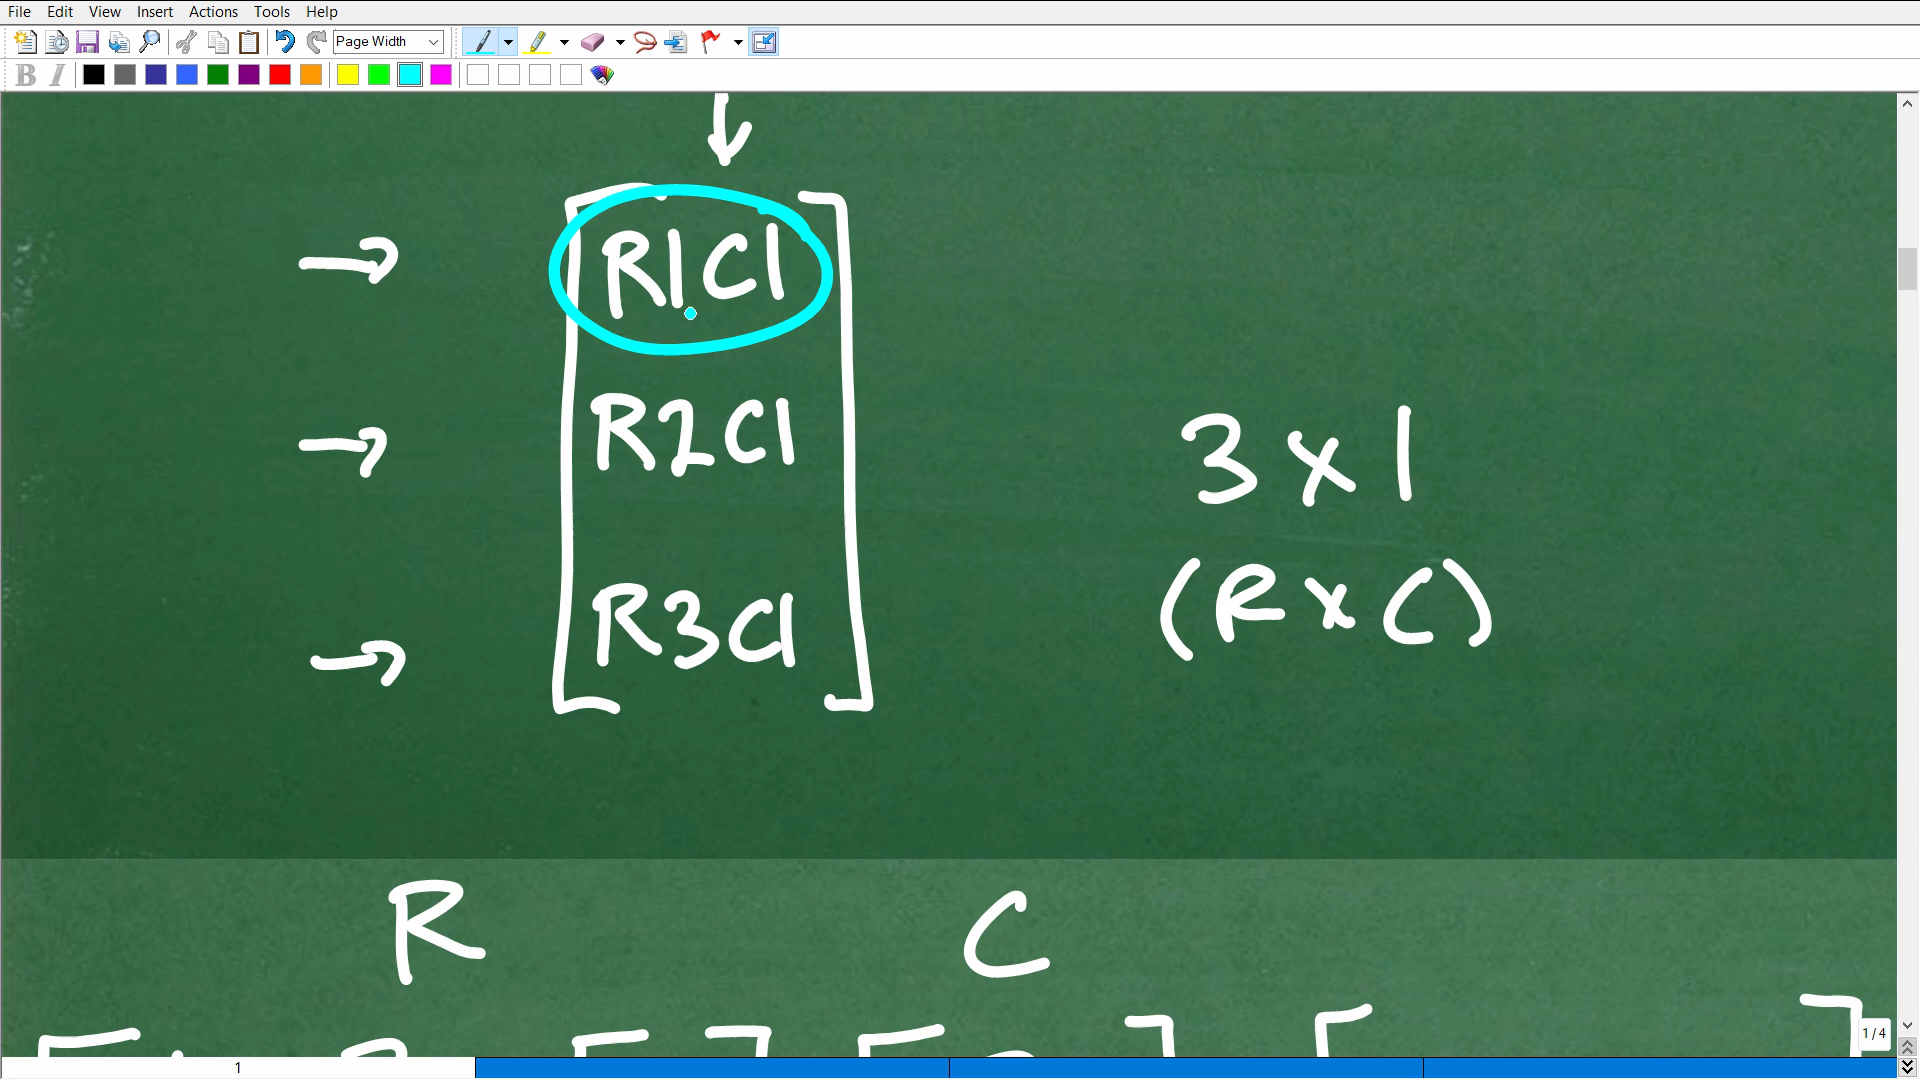 File Edit View Insert Actions Tools Help
Page Width
B I
R1C1
R2C1
R3C1
3 x 1
(R x C)
R C
1 / 4
1